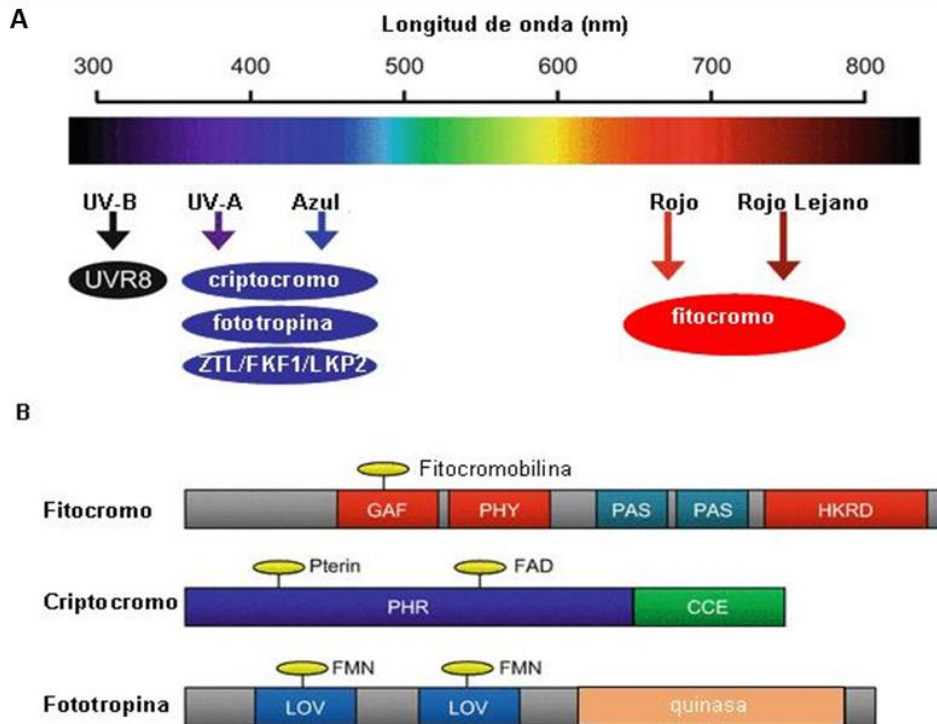 A
Longitud de onda (nm)
300 400 500 600 700 800
UV-B UV-A Azul Rojo Rojo Lejano
UVR8 criptocromo fitocromo
fototropina
ZTL/FKF1/LKP2
B
Fitocromobilina
Fitocromo GAF PHY PAS PAS HKRD
Pterin FAD
Criptocromo PHR CCE
FMN FMN
Fototropina LOV LOV quinasa